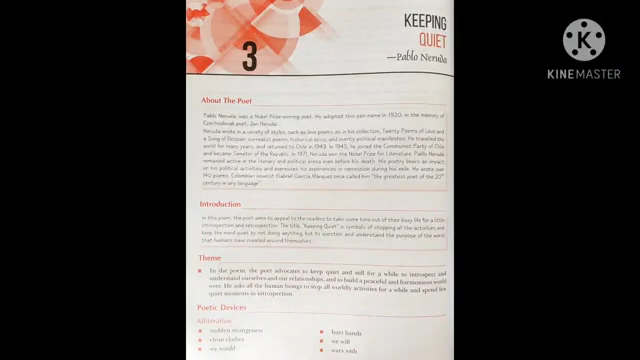 3
KEEPING
QUIET
—Pablo Neruda
KINEMASTER
About The Poet
Pablo Neruda, was a Nobel Prize-winning poet. He adopted this pen name in 1920, in the memory of
Czechoslovak poet, Jan Neruda.
Neruda wrote in a variety of styles, such as love poems as in his collection, Twenty Poems of Love and
a Song of Despair, surrealist poems, historical epics, and overtly political manifestos. He travelled the
world for many years, and returned to Chile in 1943. In 1945, he joined the Communist Party of Chile
and became Senator of the Republic. In 1971, Neruda won the Nobel Prize for Literature. Pablo Neruda
remained active in the literary and political arena even before his death. His poetry bears an impact
of his political activities and expresses his experiences in repression during his exile. He wrote over
140 poems. Colombian novelist Gabriel García Márquez once called him "the greatest poet of the 20th
century in any language"
Introduction
In this poem, the poet aims to appeal to the readers to take some time out of their busy life for a little
introspection and retrospection. The title 'Keeping Quiet' is symbolic of stopping all the activities and
keep the mind quiet by not doing anything, but to question and understand the purpose of the world
that humans have created around themselves.
Theme
In the poem, the poet advocates to keep quiet and still for a while to introspect and
understand ourselves and our relationships, and to build a peaceful and harmonious world
over. He asks all the human beings to stop all worldly activities for a while and spend few
quiet moments in introspection.
Poetic Devices
Alliteration
sudden strangeness
clean clothes
we would
hurt hands
we will
wars with